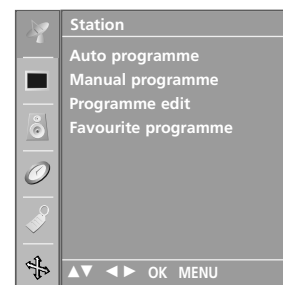 Station
Auto programme
Manual programme
Programme edit
Favourite programme
▲▼ ◄► OK MENU